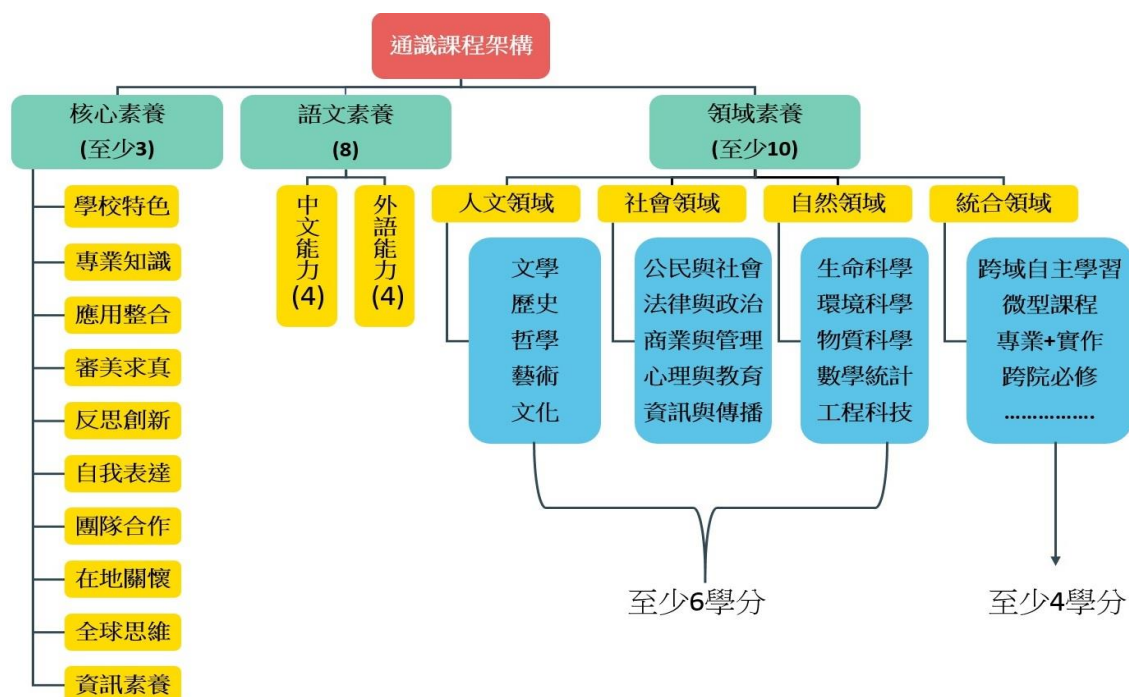 通識課程架構
核心素養
(至少3)
學校特色
專業知識
應用整合
審美求真
反思創新
自我表達
團隊合作
在地關懷
全球思維
資訊素養
語文素養
(8)
中文能力(4)
外語能力(4)
領域素養
(至少10)
人文領域
文學
歷史
哲學
藝術
文化
社會領域
公民與社會
法律與政治
商業與管理
心理與教育
資訊與傳播
自然領域
生命科學
環境科學
物質科學
數學統計
工程科技
至少6學分
統合領域
跨域自主學習
微型課程
專業+實作
跨院必修
................
至少4學分